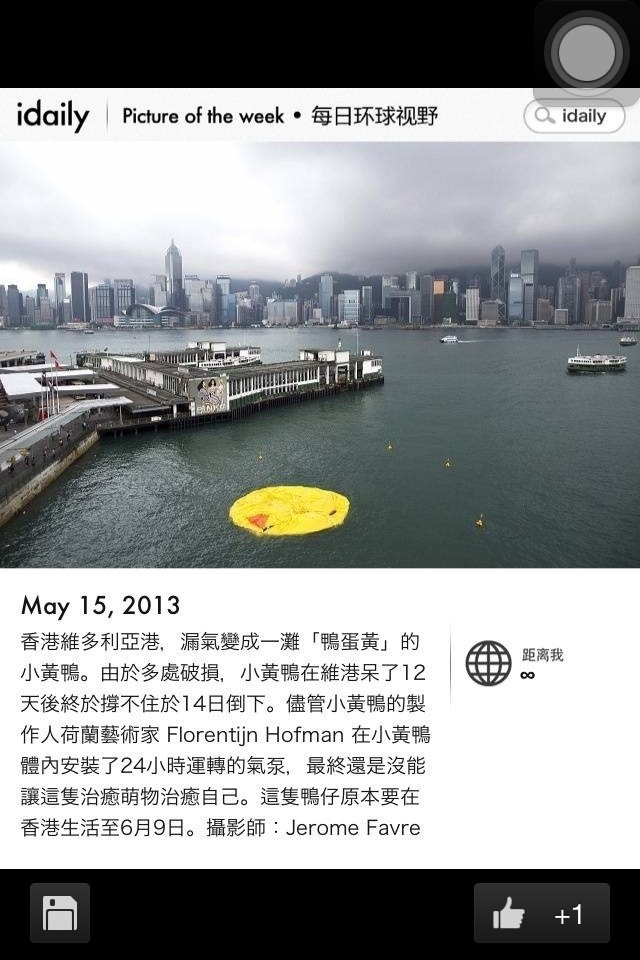 idaily
Picture of the week • 每日环球视野
idaily
May 15, 2013
香港維多利亞港，漏氣變成一灘「鴨蛋黃」的
小黃鴨。由於多處破損，小黃鴨在維港呆了12
天後終於撐不住於14日倒下。儘管小黃鴨的製
作人荷蘭藝術家 Florentijn Hofman 在小黃鴨
體內安裝了24小時運轉的氣泵，最終還是沒能
讓這隻治癒萌物治癒自己。這隻鴨仔原本要在
香港生活至6月9日。攝影師：Jerome Favre
距离我
∞
+1